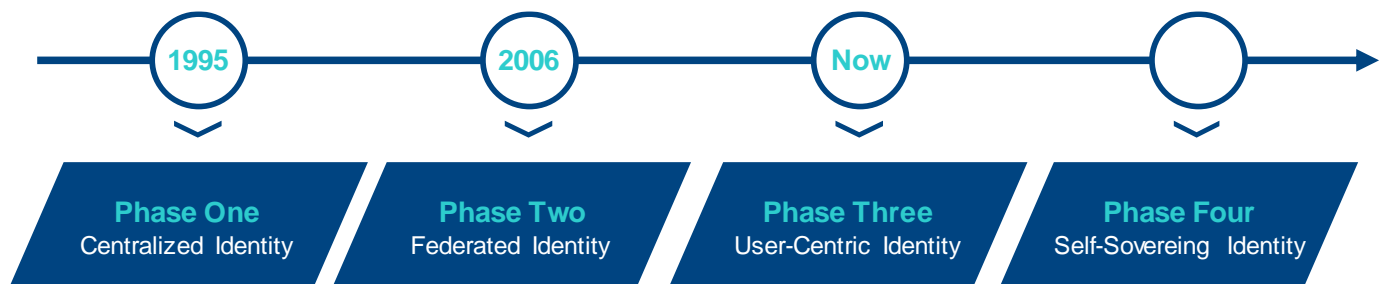 1995
2006
Now
Phase One
Centralized Identity
Phase Two
Federated Identity
Phase Three
User-Centric Identity
Phase Four
Self-Sovereing Identity